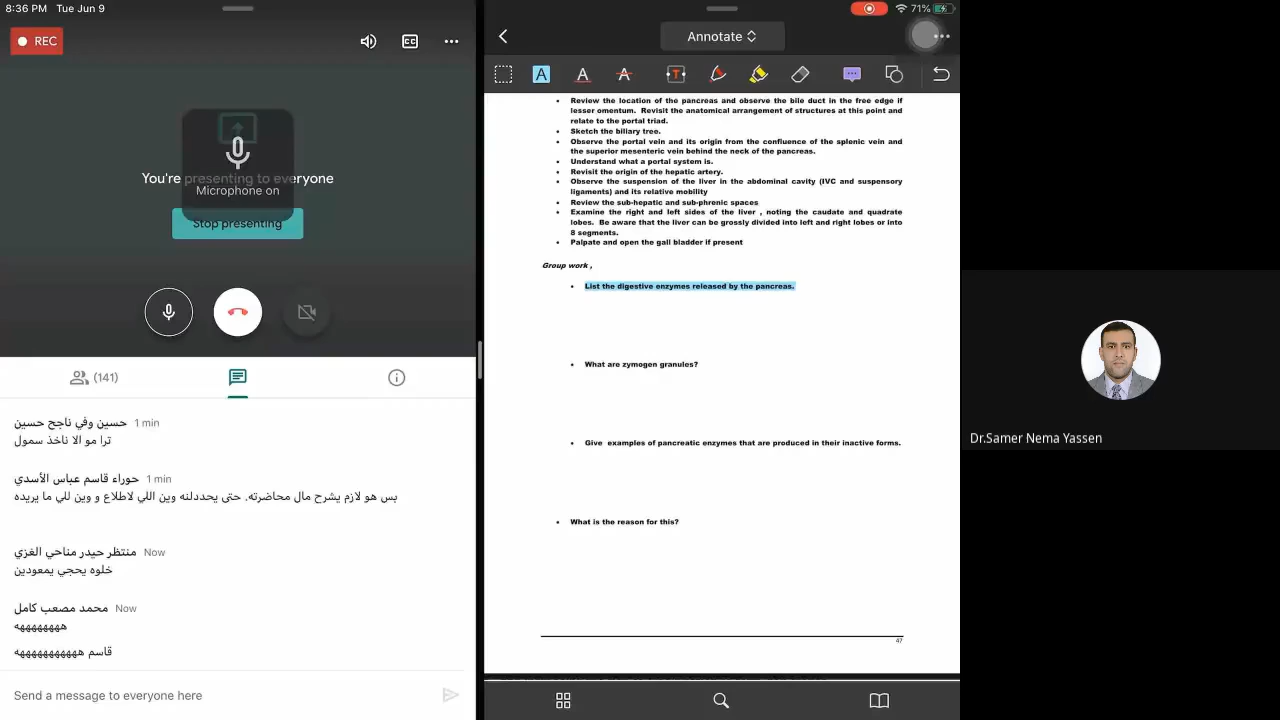 8:36 PM Tue Jun 9
71%
REC
You're presenting to everyone
Microphone on
Stop presenting
(141)
حسين وفي ناجح حسين 1 min
ترا مو الا ناخذ سمول
حوراء قاسم عباس الأسدي 1 min
بس هو لازم يشرح مال محاضرته. حتى يحددلنه وين اللي لاطلاع و وين للي ما يريده
منتظر حيدر مناحي الغزي Now
خلوه يحجي يمعودين
محمد مصعب كامل Now
هههههههههه
قاسم ههههههههههههه
Send a message to everyone here
Annotate
A A A T
• Review the location of the pancreas and observe the bile duct in the free edge if
lesser omentum. Revisit the anatomical arrangement of structures at this point and
relate to the portal triad.
• Sketch the biliary tree.
• Observe the portal vein and its origin from the confluence of the splenic vein and
the superior mesenteric vein behind the neck of the pancreas.
• Understand what a portal system is.
• Revisit the origin of the hepatic artery.
• Observe the suspension of the liver in the abdominal cavity (IVC and suspensory
ligaments) and its relative mobility
• Review the sub-hepatic and sub-phrenic spaces
• Examine the right and left sides of the liver , noting the caudate and quadrate
lobes. Be aware that the liver can be grossly divided into left and right lobes or into
8 segments.
• Palpate and open the gall bladder if present
Group work ,
• List the digestive enzymes released by the pancreas.
• What are zymogen granules?
• Give examples of pancreatic enzymes that are produced in their inactive forms.
• What is the reason for this?
47
Dr.Samer Nema Yassen